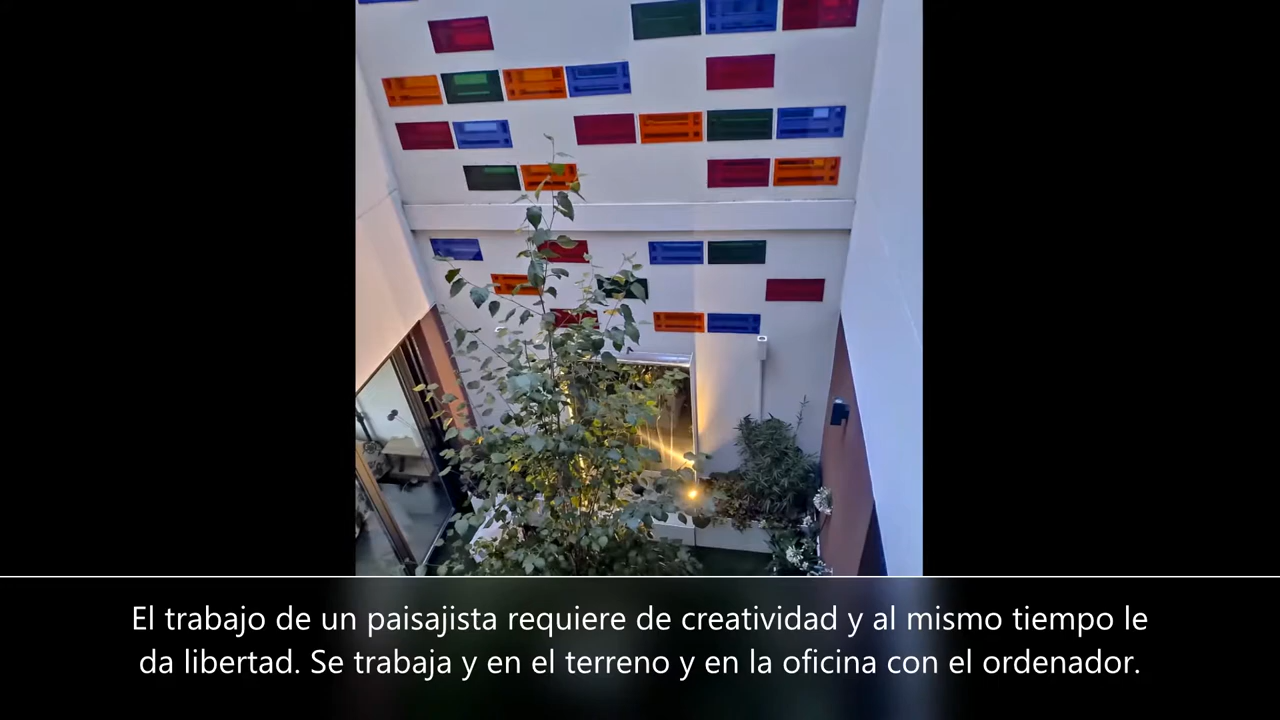 El trabajo de un paisajista requiere de creatividad y al mismo tiempo le
da libertad. Se trabaja y en el terreno y en la oficina con el ordenador.